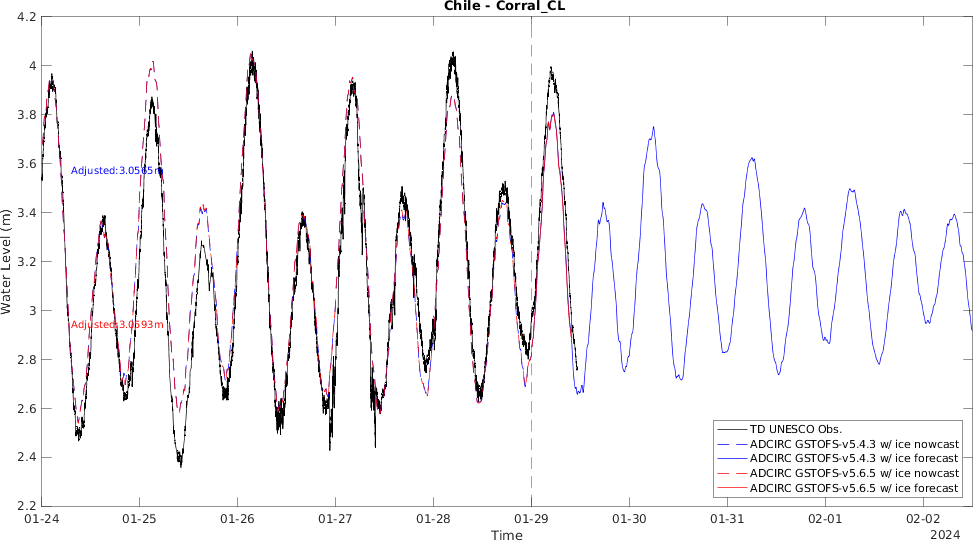 Chile - Corral_CL
4.2
4
3.8
3.6
3.4
3.2
3
2.8
2.6
2.4
2.2
Water Level (m)
Adjusted:3.0565m
Adjusted:3.0593m
TD UNESCO Obs.
ADCIRC GSTOFS-v5.4.3 w/ ice nowcast
ADCIRC GSTOFS-v5.4.3 w/ ice forecast
ADCIRC GSTOFS-v5.6.5 w/ ice nowcast
ADCIRC GSTOFS-v5.6.5 w/ ice forecast
01-24 01-25 01-26 01-27 01-28 01-29 01-30 01-31 02-01 02-02
Time
2024